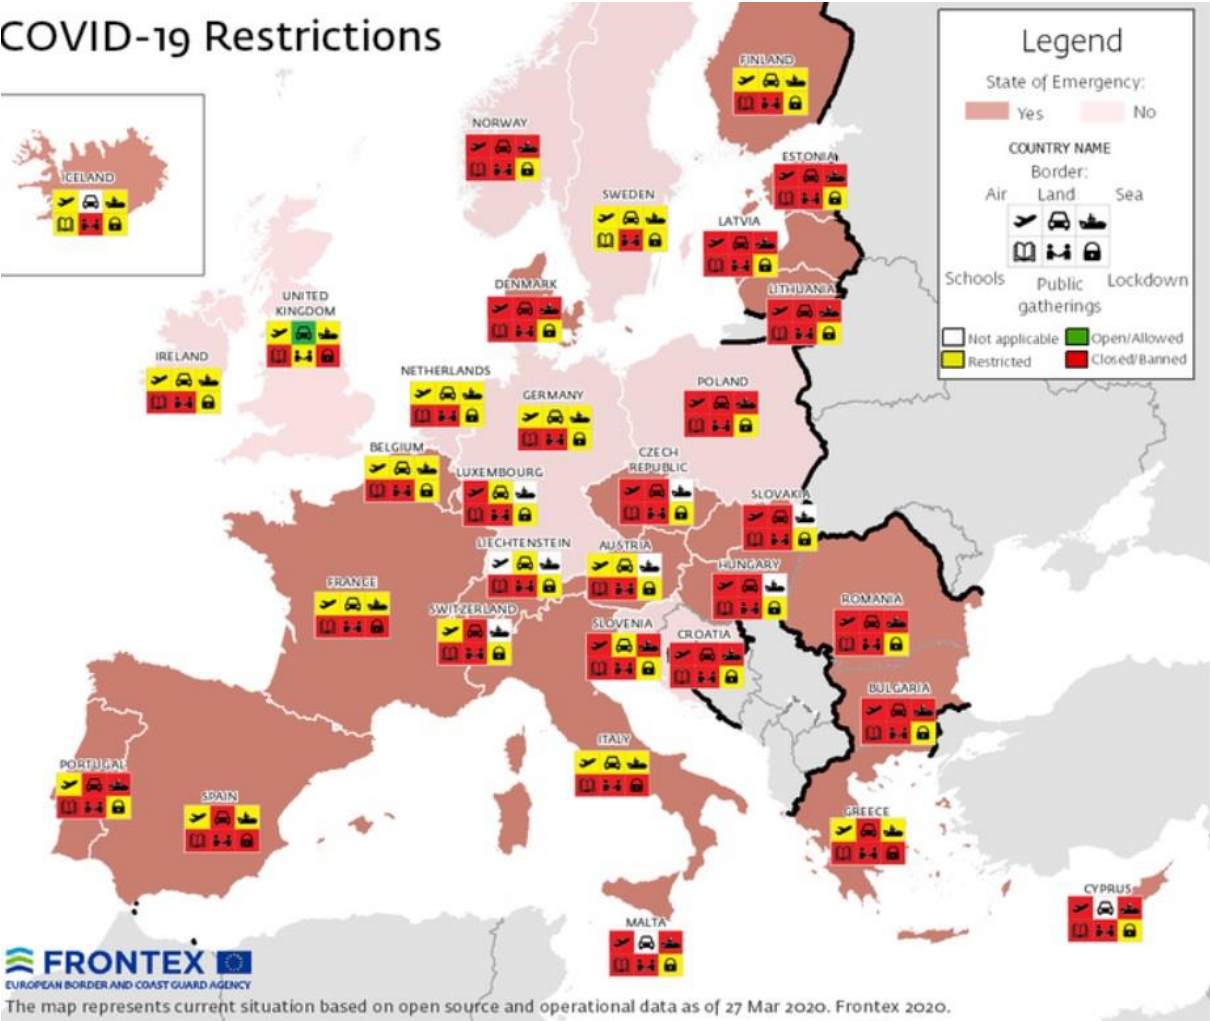 COVID-19 Restrictions
Legend
State of Emergency:
Yes
No
COUNTRY NAME
Border:
Air
Land
Sea
Schools
Public
gatherings
Lockdown
Not applicable
Open/Allowed
Restricted
Closed/Banned
FINLAND
NORWAY
ESTONIA
ICELAND
SWEDEN
LATVIA
DENMARK
LITHUANIA
UNITED
KINGDOM
IRELAND
NETHERLANDS
GERMANY
POLAND
BELGIUM
LUXEMBOURG
CZECH
REPUBLIC
SLOVAKIA
LIECHTENSTEIN
AUSTRIA
HUNGARY
FRANCE
SWITZERLAND
SLOVENIA
CROATIA
ROMANIA
BULGARIA
ITALY
PORTUGAL
SPAIN
GREECE
CYPRUS
MALTA
FRONTEX
EUROPEAN BORDER AND COAST GUARD AGENCY
The map represents current situation based on open source and operational data as of 27 Mar 2020. Frontex 2020.